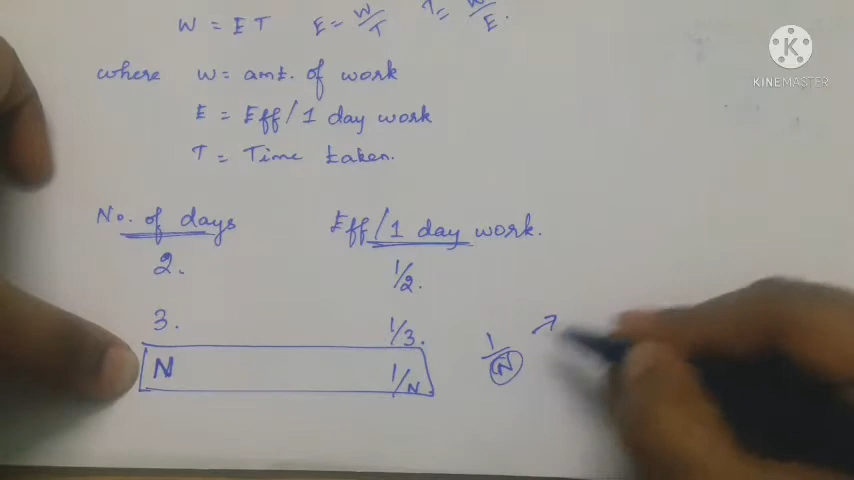 W = E T E = W/T T = W/E.
where W = amt. of work
E = Eff/1 day work
T = Time taken.
No. of days Eff/1 day work.
2. 1/2.
3. 1/3.
N 1/N
1/N
K
KINEMASTER